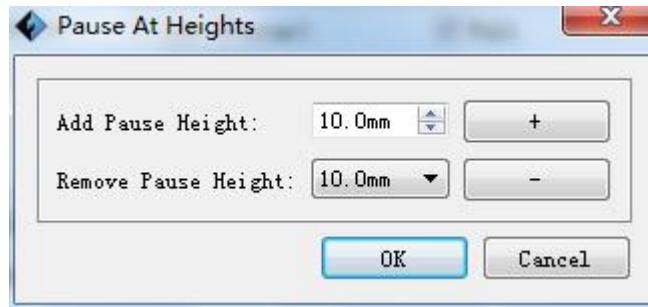 Pause At Heights
Add Pause Height: 10.0mm +
Remove Pause Height: 10.0mm -
OK Cancel